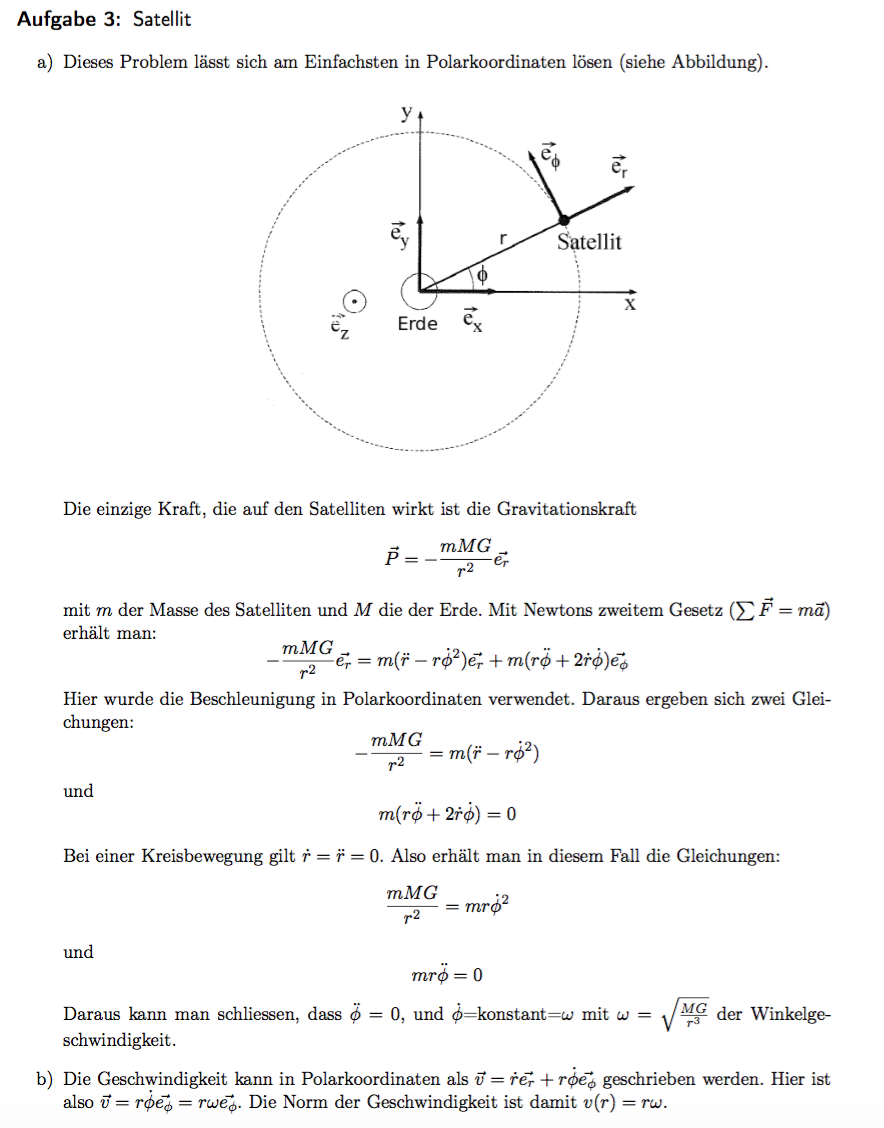 Aufgabe 3: Satellit
a) Dieses Problem lässt sich am Einfachsten in Polarkoordinaten lösen (siehe Abbildung).
y
e⃗_ϕ
e⃗_r
e⃗_y
r
Satellit
ϕ
x
e⃗_z
Erde
e⃗_x
Die einzige Kraft, die auf den Satelliten wirkt ist die Gravitationskraft
P⃗ = −mMG/r² e⃗_r
mit m der Masse des Satelliten und M die der Erde. Mit Newtons zweitem Gesetz (∑ F⃗ = ma⃗)
erhält man:
−mMG/r² e⃗_r = m(r̈ − rϕ̇²)e⃗_r + m(rϕ̈ + 2ṙϕ̇)e⃗_ϕ
Hier wurde die Beschleunigung in Polarkoordinaten verwendet. Daraus ergeben sich zwei Glei-
chungen:
−mMG/r² = m(r̈ − rϕ̇²)
und
m(rϕ̈ + 2ṙϕ̇) = 0
Bei einer Kreisbewegung gilt ṙ = r̈ = 0. Also erhält man in diesem Fall die Gleichungen:
mMG/r² = mrϕ̇²
und
mrϕ̈ = 0
Daraus kann man schliessen, dass ϕ̈ = 0, und ϕ̇=konstant=ω mit ω = √(MG/r³) der Winkelge-
schwindigkeit.
b) Die Geschwindigkeit kann in Polarkoordinaten als v⃗ = ṙe⃗_r + rϕ̇e⃗_ϕ geschrieben werden. Hier ist
also v⃗ = rϕ̇e⃗_ϕ = rwe⃗_ϕ. Die Norm der Geschwindigkeit ist damit v(r) = rω.